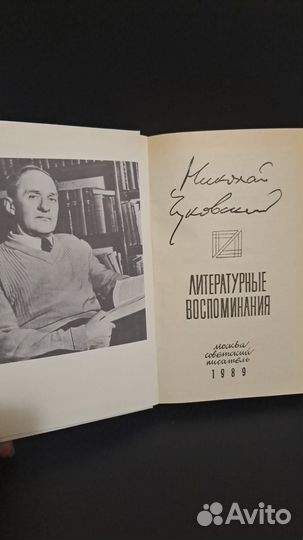 Николай
Чуковский
ЛИТЕРАТУРНЫЕ
ВОСПОМИНАНИЯ
москва
советский
писатель
1989
Avito